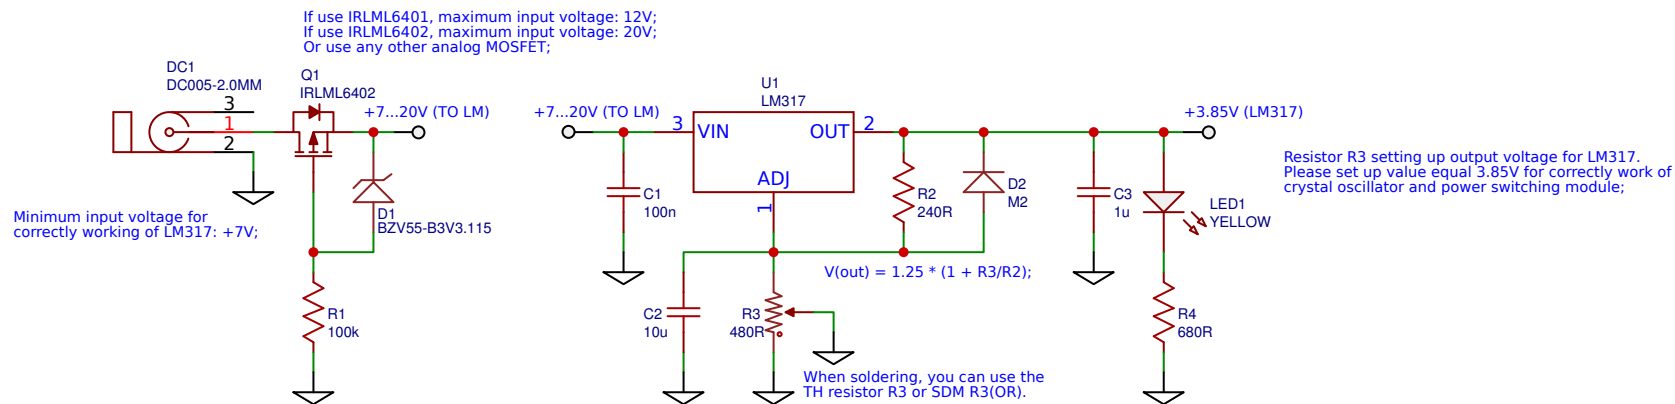 If use IRLML6401, maximum input voltage: 12V;
If use IRLML6402, maximum input voltage: 20V;
Or use any other analog MOSFET;
DC1
DC005-2.0MM
3
1
2
Q1
IRLML6402
+7...20V (TO LM)
D1
BZV55-B3V3.115
Minimum input voltage for
correctly working of LM317: +7V;
R1
100k
+7...20V (TO LM)
C1
100n
U1
LM317
3
VIN
OUT
2
ADJ
1
R2
240R
D2
M2
C3
1u
+3.85V (LM317)
LED1
YELLOW
Resistor R3 setting up output voltage for LM317.
Please set up value equal 3.85V for correctly work of
crystal oscillator and power switching module;
V(out) = 1.25 * (1 + R3/R2);
C2
10u
R3
480R
R4
680R
When soldering, you can use the
TH resistor R3 or SDM R3(OR).